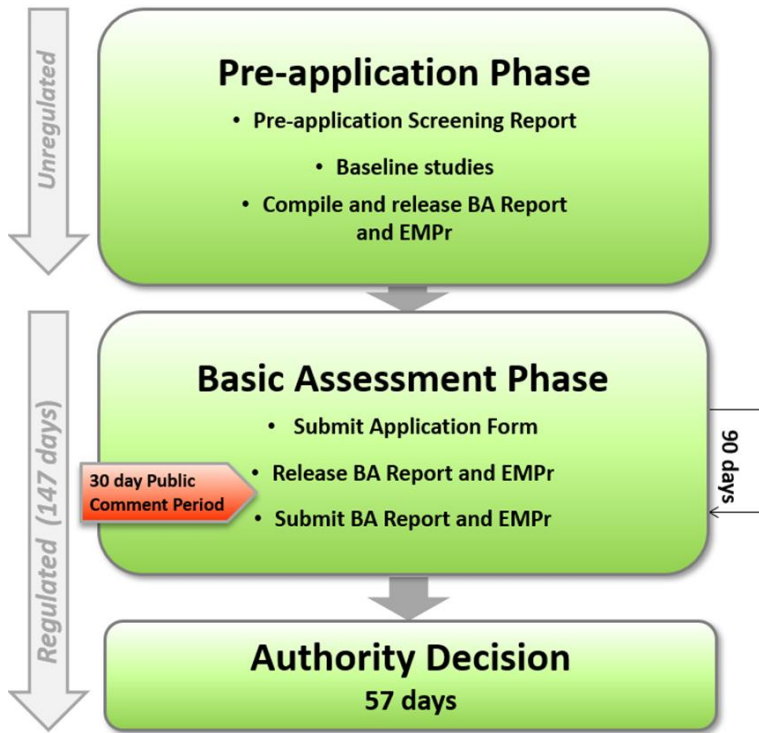 Unregulated
Pre-application Phase
• Pre-application Screening Report
• Baseline studies
• Compile and release BA Report
and EMPr
Regulated (147 days)
Basic Assessment Phase
• Submit Application Form
30 day Public
Comment Period
• Release BA Report and EMPr
• Submit BA Report and EMPr
90 days
Authority Decision
57 days